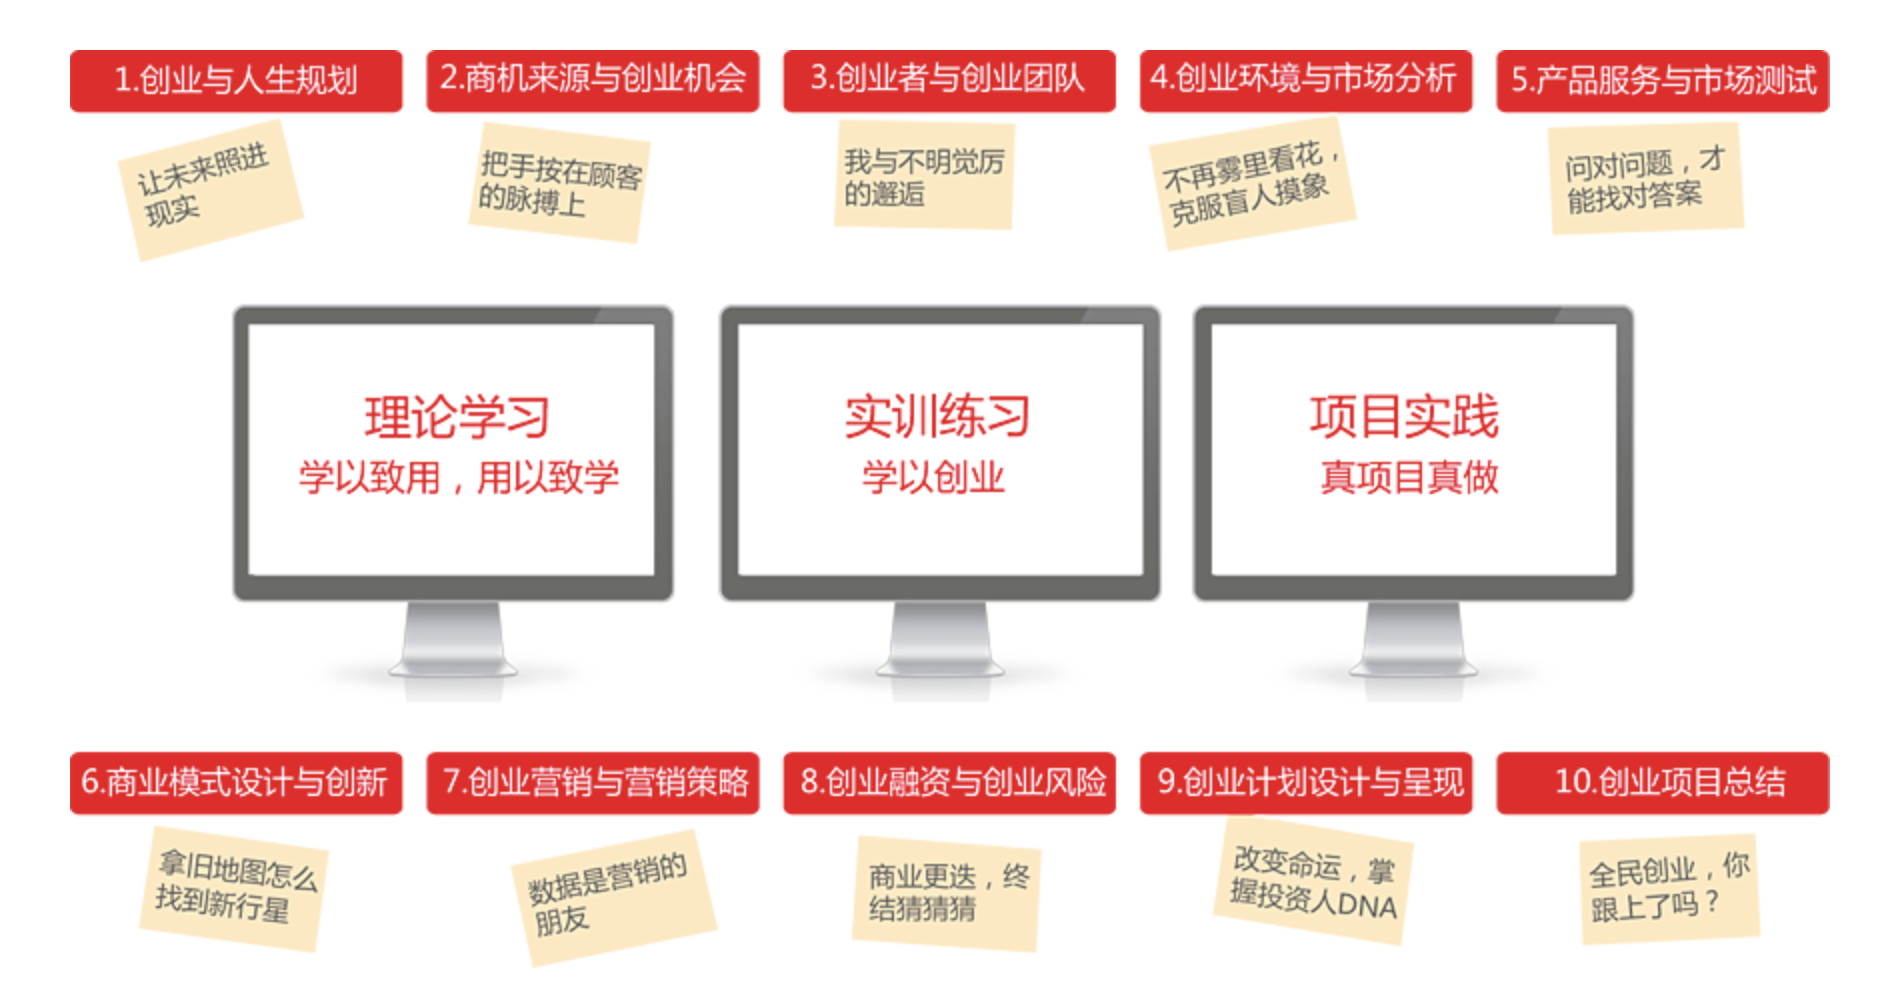 1.创业与人生规划
2.商机来源与创业机会
3.创业者与创业团队
4.创业环境与市场分析
5.产品服务与市场测试
让未来照进
现实
把手按在顾客
的脉搏上
我与不明觉厉
的邂逅
不再雾里看花，
克服盲人摸象
问对问题，才
能找对答案
理论学习
学以致用，用以致学
实训练习
学以创业
项目实践
真项目真做
6.商业模式设计与创新
7.创业营销与营销策略
8.创业融资与创业风险
9.创业计划设计与呈现
10.创业项目总结
拿旧地图怎么
找到新行星
数据是营销的
朋友
商业更迭，终
结猜猜猜
改变命运，掌
握投资人DNA
全民创业，你
跟上了吗？